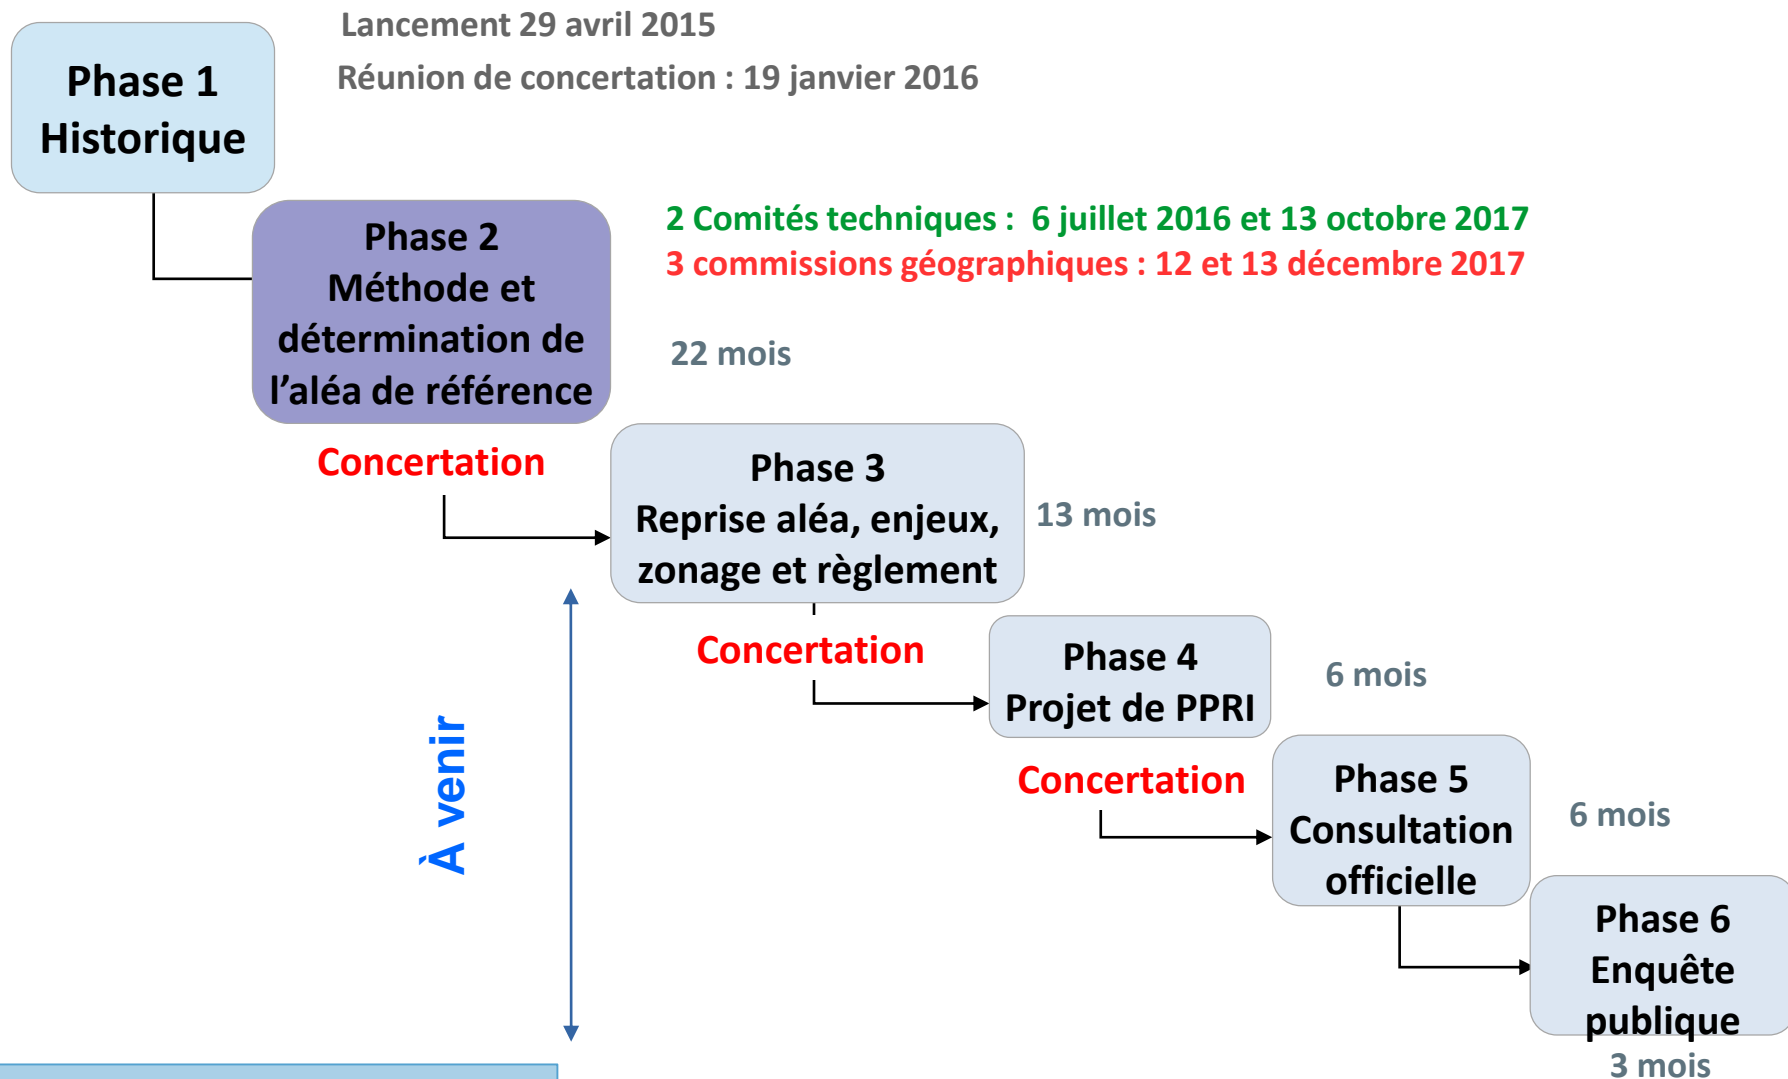 Lancement 29 avril 2015
Réunion de concertation : 19 janvier 2016
Phase 1
Historique
2 Comités techniques :  6 juillet 2016 et 13 octobre 2017
3 commissions géographiques : 12 et 13 décembre 2017
Phase 2
Méthode et
détermination de
l’aléa de référence
22 mois
Concertation
Phase 3
Reprise aléa, enjeux,
zonage et règlement
13 mois
Concertation
Phase 4
Projet de PPRI
6 mois
À venir
Concertation
Phase 5
Consultation
officielle
6 mois
Phase 6
Enquête
publique
3 mois